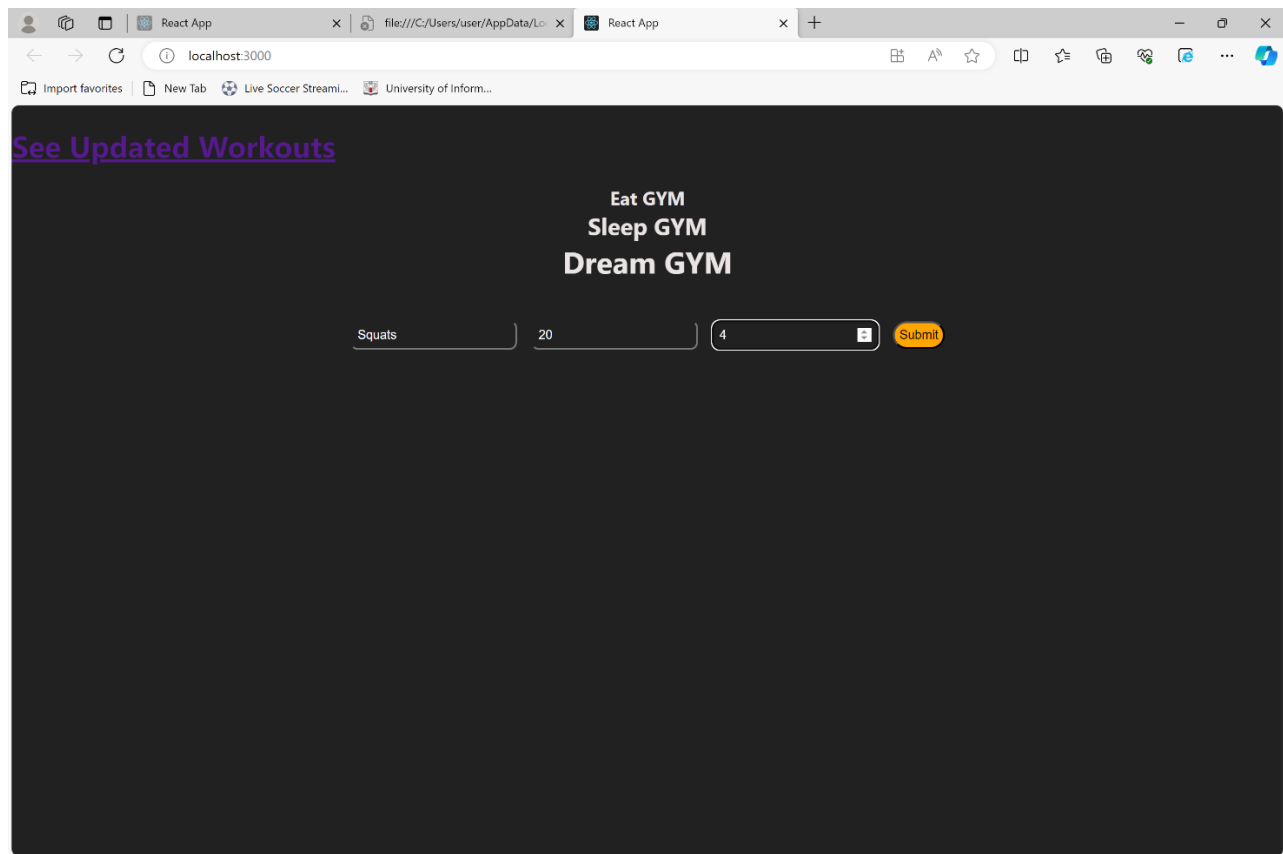 React App
file:///C:/Users/user/AppData/Lo
React App
localhost:3000
Import favorites
New Tab
Live Soccer Streami...
University of Inform...
See Updated Workouts
Eat GYM
Sleep GYM
Dream GYM
Squats 20 4 Submit